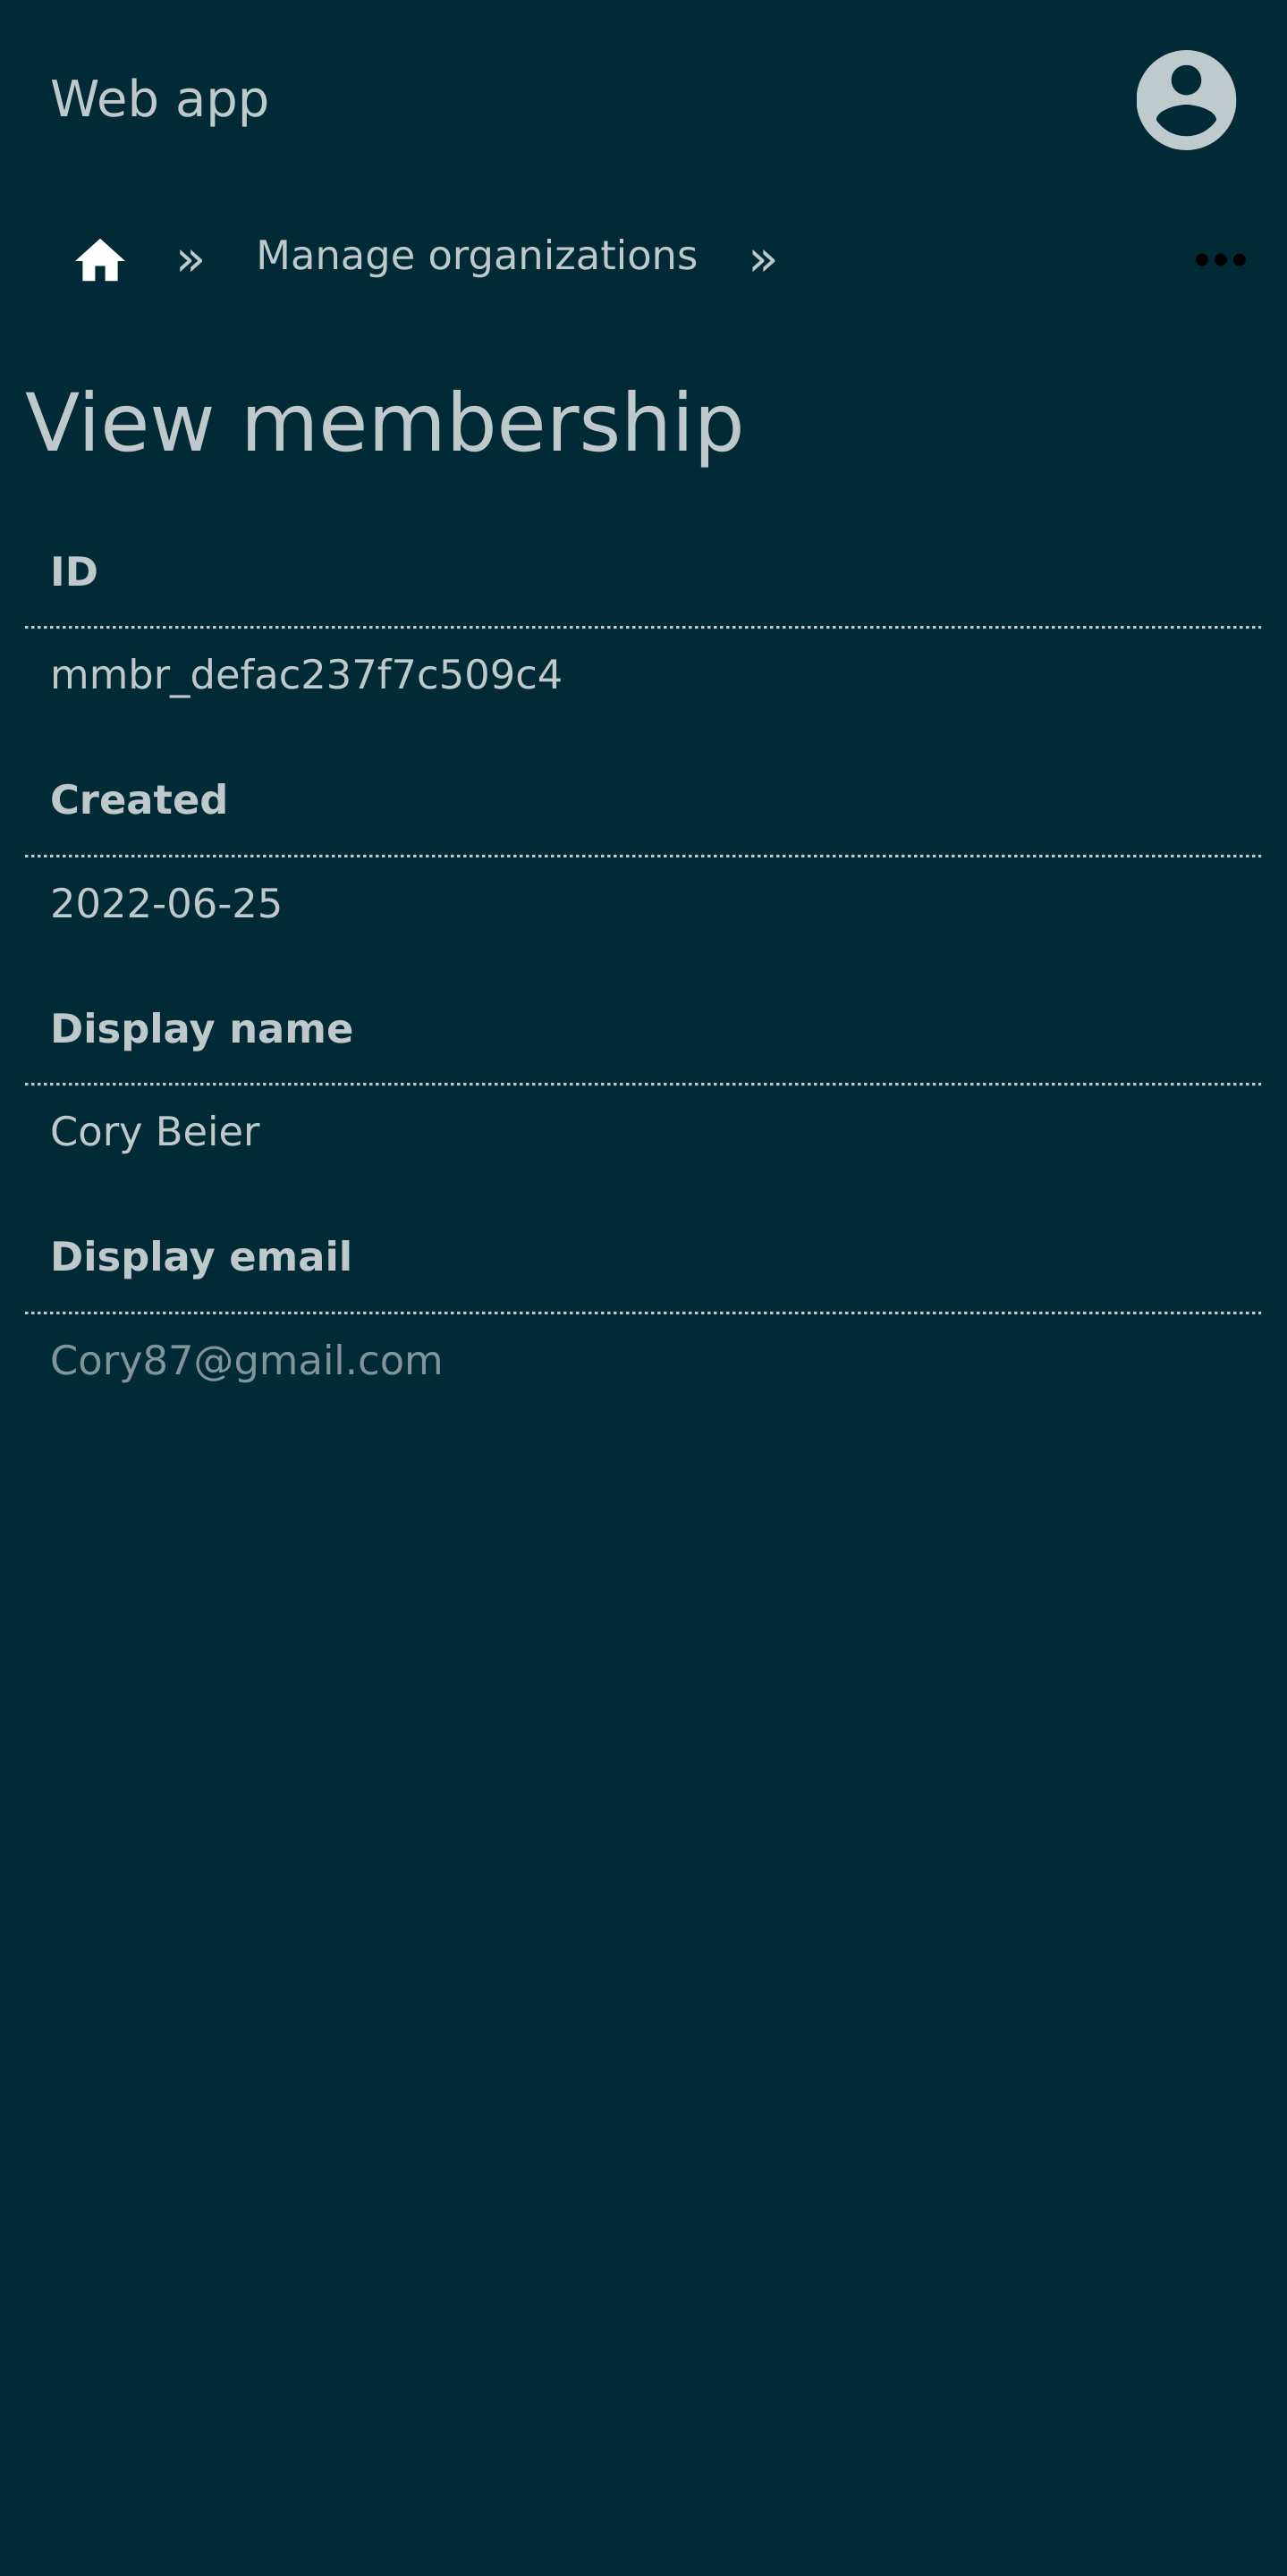 Web app
» Manage organizations »
View membership
ID
mmbr_defac237f7c509c4
Created
2022-06-25
Display name
Cory Beier
Display email
Cory87@gmail.com